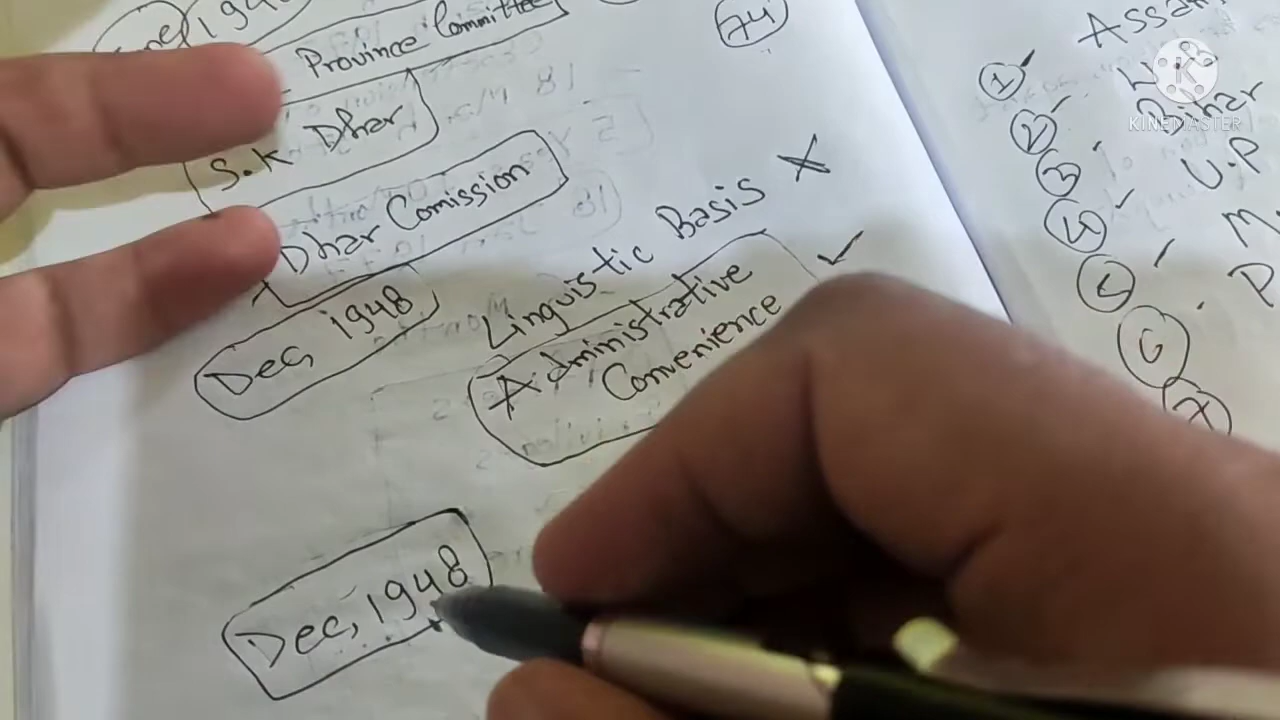 Province Committee
74
S.K Dhar
Dhar Comission
Dec, 1948
Linguistic Basis ✗
Administrative ✓
Convenience
Dec, 1948
1
2 Bihar
3 U.P
4
5
6
7
KINEMASTER